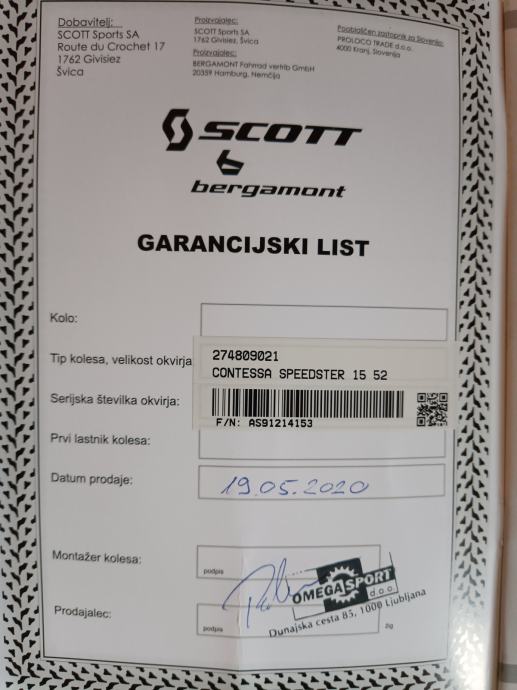 Dobavitelj:
SCOTT Sports SA
Route du Crochet 17
1762 Givisiez
Švica
Proizvajalec:
SCOTT Sports SA
1762 Givisiez, Švica
Proizvajalec:
BERGAMONT Fahrrad vertrib GmbH
20359 Hamburg, Nemčija
Pooblaščen zastopnik za Slovenijo:
PROLOCO TRADE d.o.o.
4000 Kranj, Slovenija
SCOTT
bergamont
GARANCIJSKI LIST
Kolo:
Tip kolesa, velikost okvirja
274809021
CONTESSA SPEEDSTER 15 52
Serijska številka okvirja:
F/N: AS91214153
Prvi lastnik kolesa:
Datum prodaje:
19.05.2020
Montažer kolesa:
podpis
Prodajalec:
podpis
žig
OMEGA SPORT
d.o.o.
Dunajska cesta 85, 1000 Ljubljana